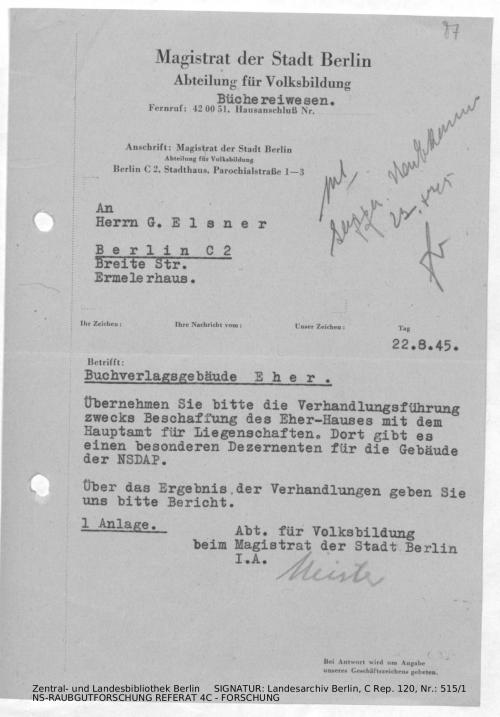 87
Magistrat der Stadt Berlin
Abteilung für Volksbildung
Büchereiwesen.
Fernruf: 42 00 51, Hausanschluß Nr.
Anschrift: Magistrat der Stadt Berlin
Abteilung für Volksbildung
Berlin C 2, Stadthaus, Parochialstraße 1—3
An
Herrn G. E l s n e r
B e r l i n  C 2
Breite Str.
Ermelerhaus.
Ihr Zeichen: Ihre Nachricht vom: Unser Zeichen: Tag
22.8.45.
Betrifft:
Buchverlagsgebäude E h e r .
Übernehmen Sie bitte die Verhandlungsführung
zwecks Beschaffung des Eher-Hauses mit dem
Hauptamt für Liegenschaften. Dort gibt es
einen besonderen Dezernenten für die Gebäude
der NSDAP.
Über das Ergebnis der Verhandlungen geben Sie
uns bitte Bericht.
1 Anlage.
Abt. für Volksbildung
beim Magistrat der Stadt Berlin
I.A.
Meister
Bei Antwort wird um Angabe
unseres Geschäftszeichens gebeten.
Zentral- und Landesbibliothek Berlin SIGNATUR: Landesarchiv Berlin, C Rep. 120, Nr.: 515/1
NS-RAUBGUTFORSCHUNG REFERAT 4C - FORSCHUNG